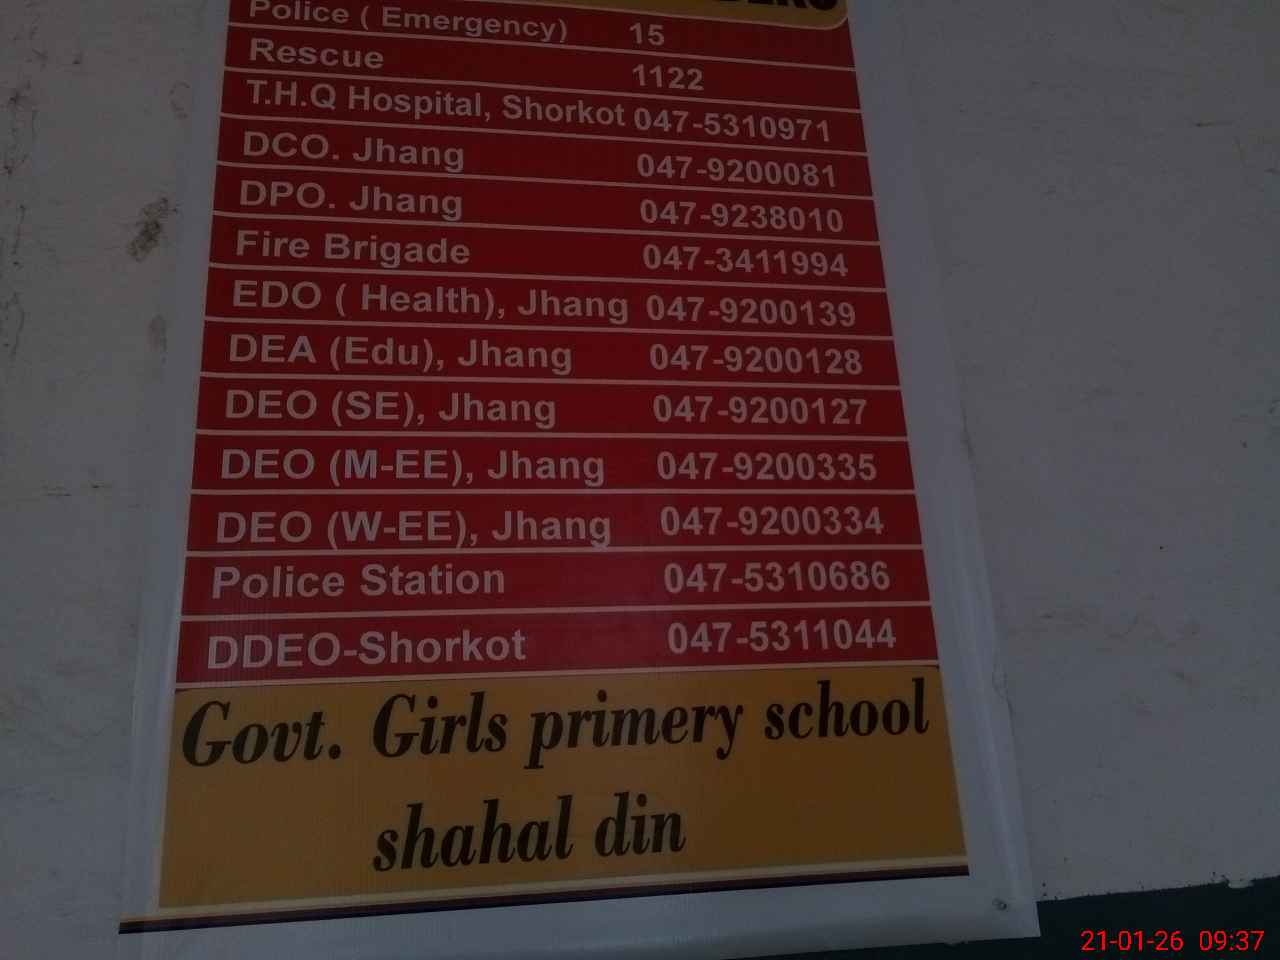 Police ( Emergency) 15
Rescue 1122
T.H.Q Hospital, Shorkot 047-5310971
DCO. Jhang 047-9200081
DPO. Jhang 047-9238010
Fire Brigade 047-3411994
EDO ( Health), Jhang 047-9200139
DEA (Edu), Jhang 047-9200128
DEO (SE), Jhang 047-9200127
DEO (M-EE), Jhang 047-9200335
DEO (W-EE), Jhang 047-9200334
Police Station 047-5310686
DDEO-Shorkot 047-5311044
Govt. Girls primery school
shahal din
21-01-26 09:37